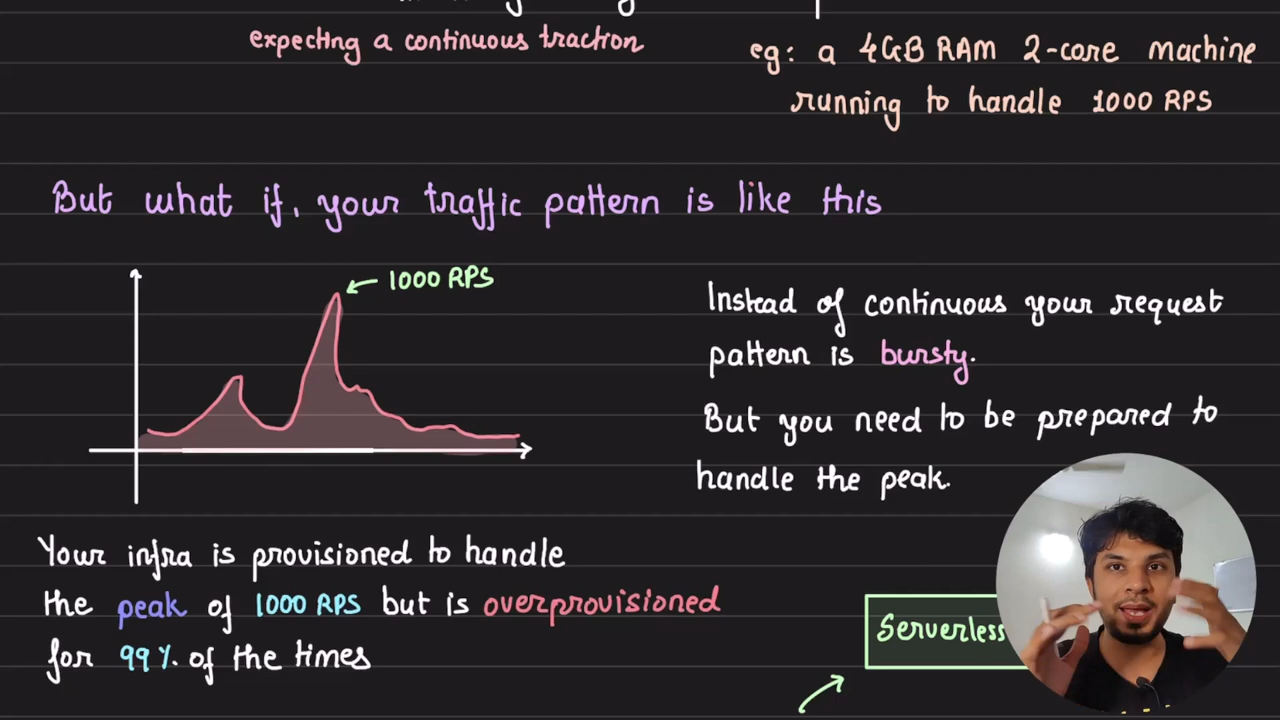 expecting a continuous traction
eg: a 4GB RAM 2-core machine
running to handle 1000 RPS
But what if, your traffic pattern is like this
1000 RPS
Instead of continuous your request
pattern is bursty.
But you need to be prepared to
handle the peak.
Your infra is provisioned to handle
the peak of 1000 RPS but is overprovisioned
for 99%. of the times
Serverless